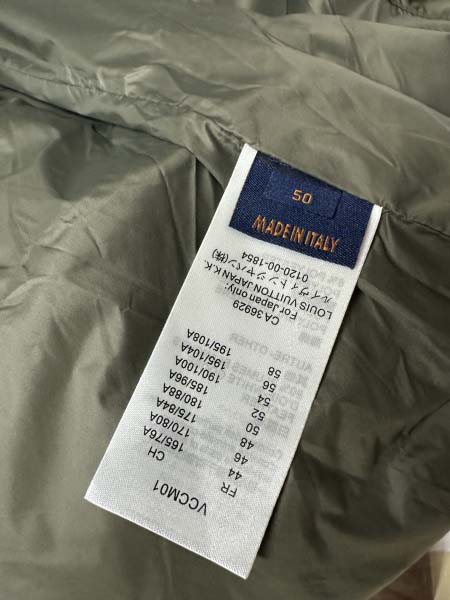 50
MADE IN ITALY
VCCM01
FR CH
44 165/76A
46 170/80A
48 175/84A
50 180/88A
52 185/96A
54 190/100A
56 195/104A
58 195/108A
CA 36929
For Japan only:
LOUIS VUITTON JAPAN K.K.
ルイ ヴィトン ジャパン(株)
0120-00-1854